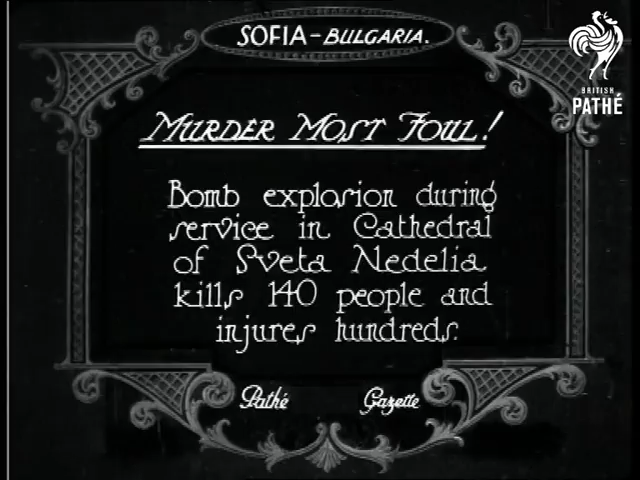 SOFIA – BULGARIA.
BRITISH
PATHÉ
MURDER MOST FOUL!
Bomb explosion during
service in Cathedral
of Sveta Nedelia
kills 140 people and
injures hundreds.
Pathé Gazette